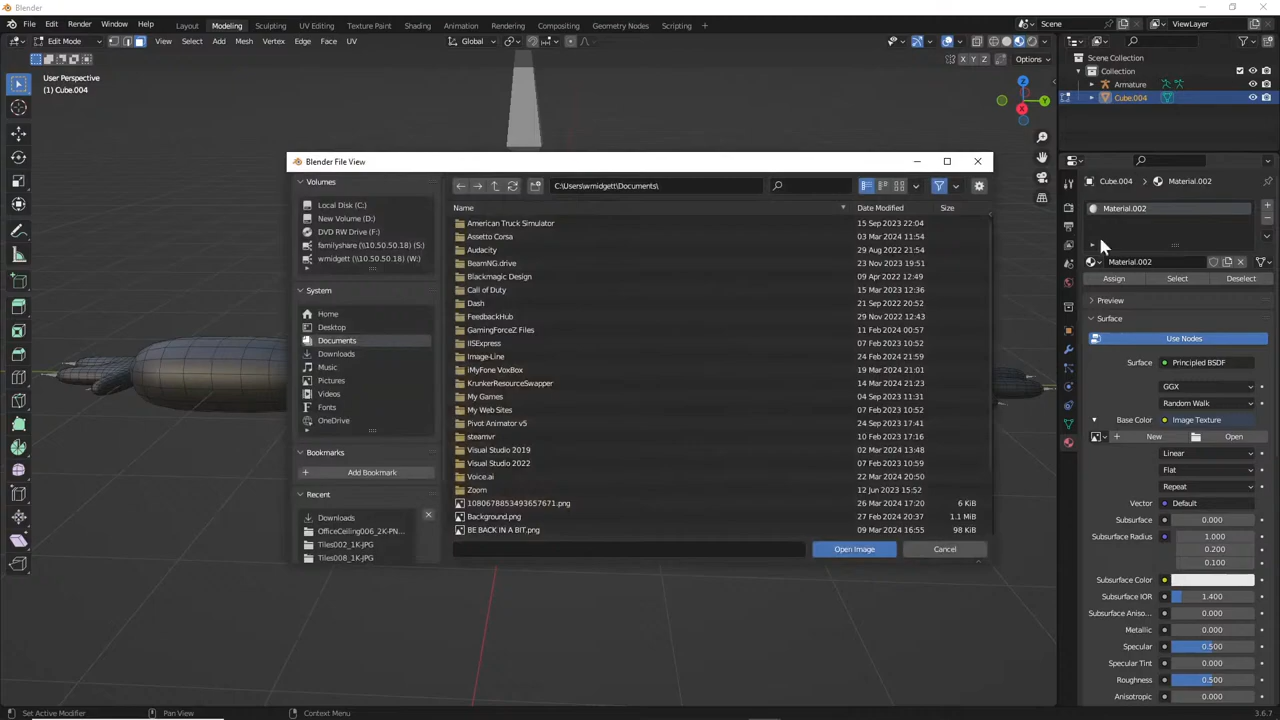 Blender
File Edit Render Window Help Layout Modeling Sculpting UV Editing Texture Paint Shading Animation Rendering Compositing Geometry Nodes Scripting Scene ViewLayer
Edit Mode View Select Add Mesh Vertex Edge Face UV Global
X Y Z Options
User Perspective
(1) Cube.004
Scene Collection
Collection
Armature
Cube.004
Z
Y
X
Blender File View
Volumes
Local Disk (C:)
New Volume (D:)
DVD RW Drive (F:)
familyshare (\\10.50.50.18) (S:)
wmidgett (\\10.50.50.18) (W:)
System
Home
Desktop
Documents
Downloads
Music
Pictures
Videos
Fonts
OneDrive
Bookmarks
Add Bookmark
Recent
Downloads
OfficeCeiling006_2K-PN...
Tiles002_1K-JPG
Tiles008_1K-JPG
C:\Users\wmidgett\Documents\
Name Date Modified Size
American Truck Simulator 15 Sep 2023 22:04
Assetto Corsa 03 Mar 2024 11:54
Audacity 29 Aug 2022 21:54
BeamNG.drive 23 Nov 2023 19:51
Blackmagic Design 09 Apr 2022 12:49
Call of Duty 15 Mar 2023 12:36
Dash 21 Sep 2022 20:52
FeedbackHub 29 Nov 2022 12:43
GamingForceZ Files 11 Feb 2024 00:57
IISExpress 07 Feb 2023 10:52
Image-Line 24 Feb 2024 21:59
iMyFone VoxBox 19 Mar 2024 21:01
KrunkerResourceSwapper 14 Mar 2024 21:23
My Games 04 Sep 2023 11:31
My Web Sites 07 Feb 2023 10:52
Pivot Animator v5 24 Sep 2023 17:41
steamvr 10 Feb 2023 17:16
Visual Studio 2019 02 Mar 2024 13:48
Visual Studio 2022 07 Feb 2023 10:59
Voice.ai 22 Mar 2024 20:50
Zoom 12 Jun 2023 15:52
1080678853493657671.png 26 Mar 2024 17:20 6 KiB
Background.png 27 Feb 2024 20:37 1.1 MiB
BE BACK IN A BIT.png 09 Mar 2024 16:55 98 KiB
Open Image Cancel
Cube.004 Material.002
Material.002
Material.002
Assign Select Deselect
Preview
Surface
Use Nodes
Surface Principled BSDF
GGX
Random Walk
Base Color Image Texture
New Open
Linear
Flat
Repeat
Vector Default
Subsurface 0.000
Subsurface Radius 1.000
0.200
0.100
Subsurface Color
Subsurface IOR 1.400
Subsurface Aniso... 0.000
Metallic 0.000
Specular 0.500
Specular Tint 0.000
Roughness 0.500
Anisotropic 0.000
Set Active Modifier Pan View Context Menu 3.6.7